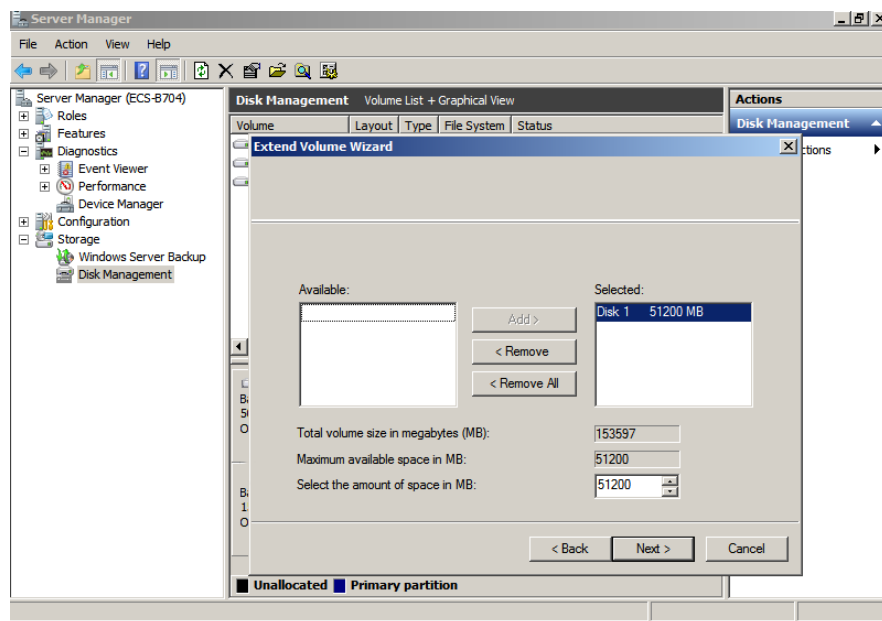 Server Manager
File Action View Help
Server Manager (ECS-B704)
Roles
Features
Diagnostics
Event Viewer
Performance
Device Manager
Configuration
Storage
Windows Server Backup
Disk Management
Disk Management Volume List + Graphical View
Volume Layout Type File System Status
Actions
Disk Management
ctions
Extend Volume Wizard
Available:
Selected:
Disk 1 51200 MB
Add >
< Remove
< Remove All
Total volume size in megabytes (MB): 153597
Maximum available space in MB: 51200
Select the amount of space in MB: 51200
< Back Next > Cancel
Unallocated Primary partition